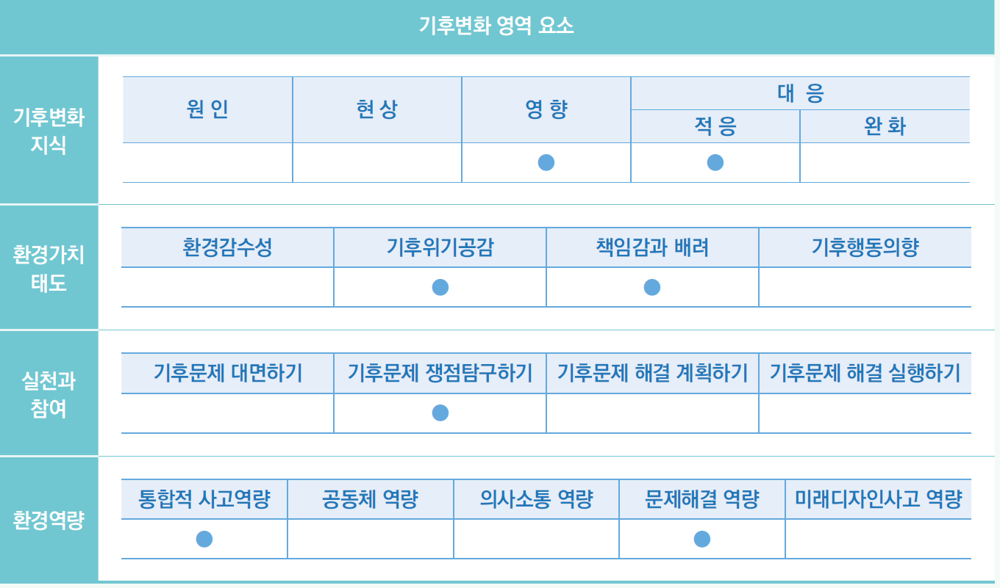 기후변화 영역 요소
기후변화
지식
원 인
현 상
영 향
대 응
적 응
완 화
환경가치
태도
환경감수성
기후위기공감
책임감과 배려
기후행동의향
실천과
참여
기후문제 대면하기
기후문제 쟁점탐구하기
기후문제 해결 계획하기
기후문제 해결 실행하기
환경역량
통합적 사고역량
공동체 역량
의사소통 역량
문제해결 역량
미래디자인사고 역량